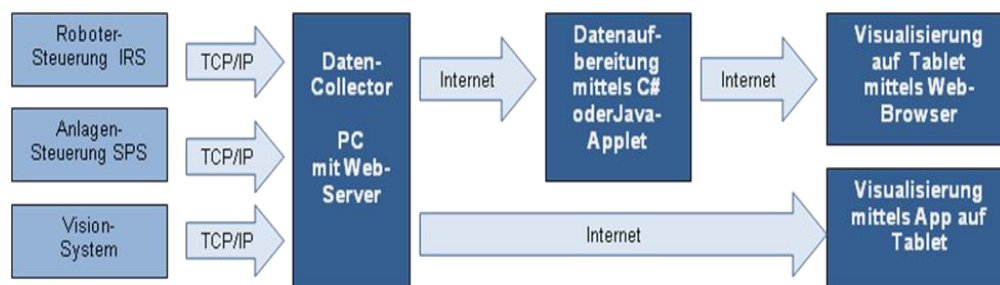 Roboter-
Steuerung IRS
TCP/IP
Anlagen-
Steuerung SPS
TCP/IP
Vision-
System
TCP/IP
Daten-
Collector
PC
mit Web-
Server
Internet
Datenauf-
bereitung
mittels C#
oderJava-
Applet
Internet
Visualisierung
auf Tablet
mittels Web-
Browser
Internet
Visualisierung
mittels App auf
Tablet